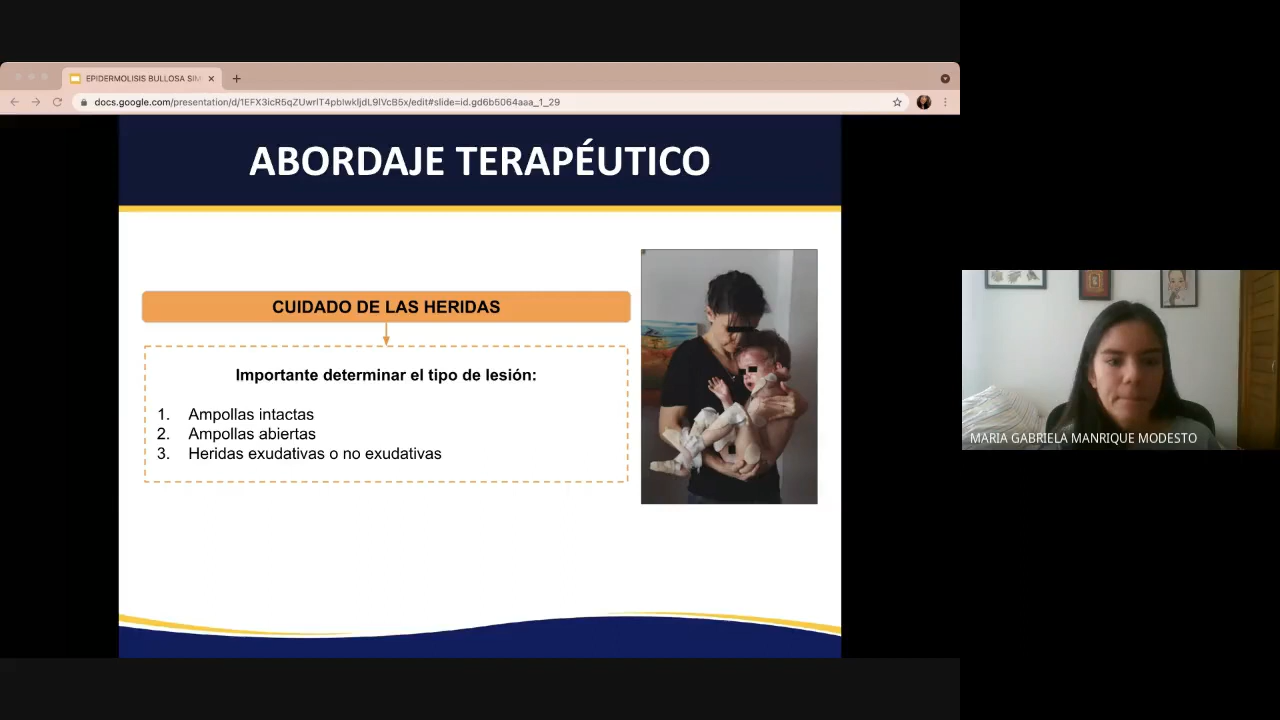 EPIDERMOLISIS BULLOSA SIM
docs.google.com/presentation/d/1EFX3icR5qZUwrIT4pblwkljdL9lVcB5x/edit#slide=id.gd6b5064aaa_1_29
ABORDAJE TERAPÉUTICO
CUIDADO DE LAS HERIDAS
Importante determinar el tipo de lesión:
1. Ampollas intactas
2. Ampollas abiertas
3. Heridas exudativas o no exudativas
MARIA GABRIELA MANRIQUE MODESTO